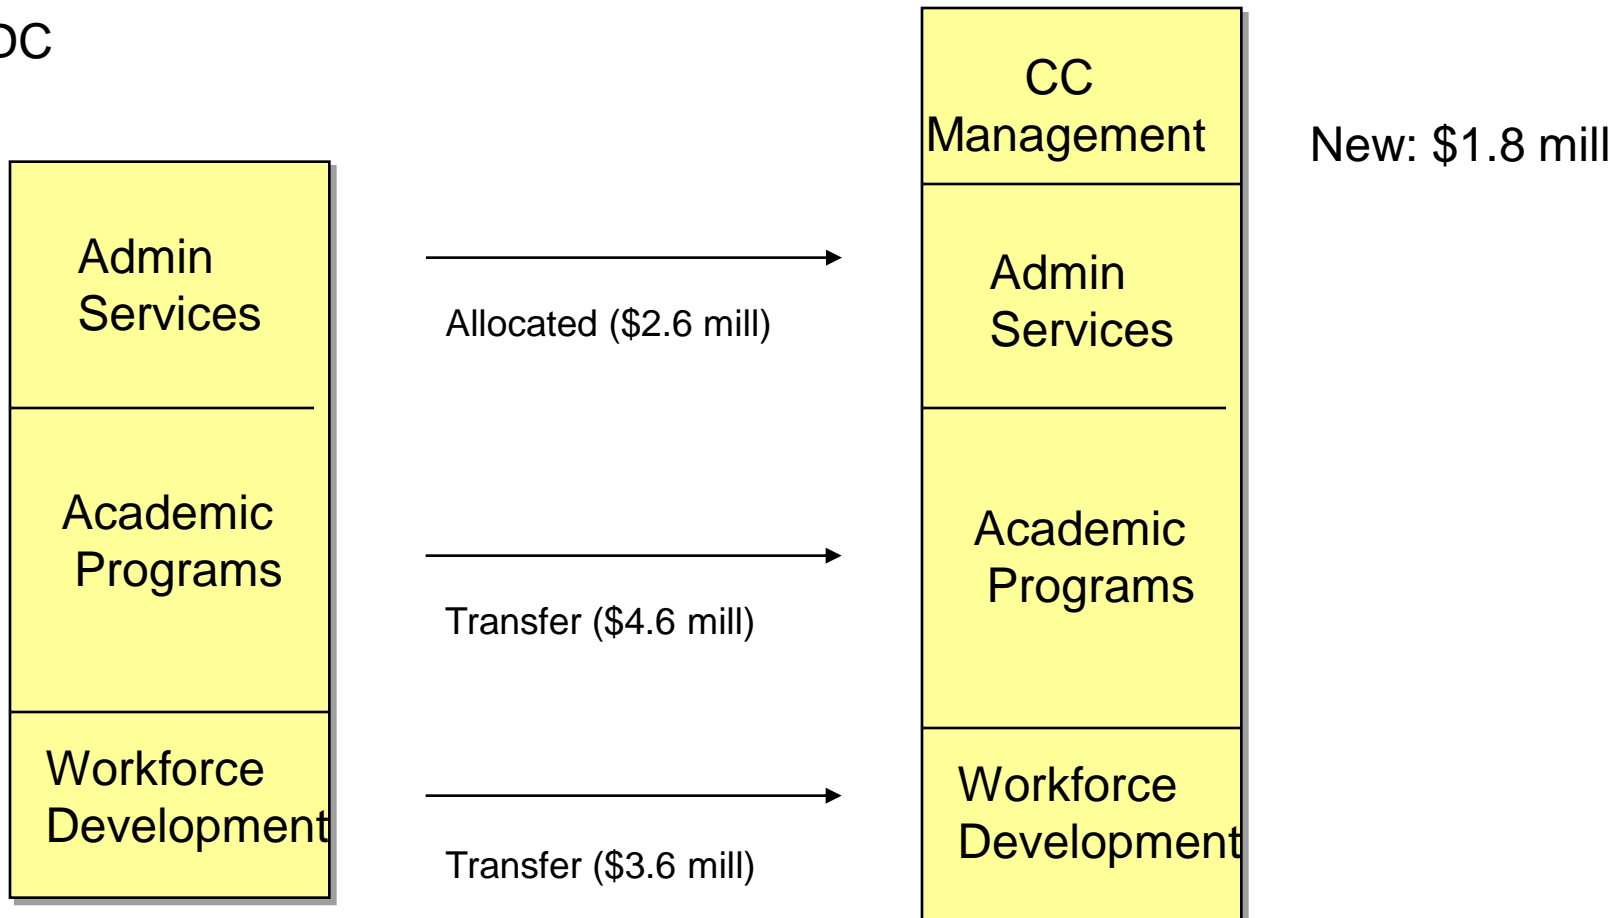 DC
CC
Management
New: $1.8 mill
Admin
Services
Allocated ($2.6 mill)
Admin
Services
Academic
Programs
Transfer ($4.6 mill)
Academic
Programs
Workforce
Development
Transfer ($3.6 mill)
Workforce
Development